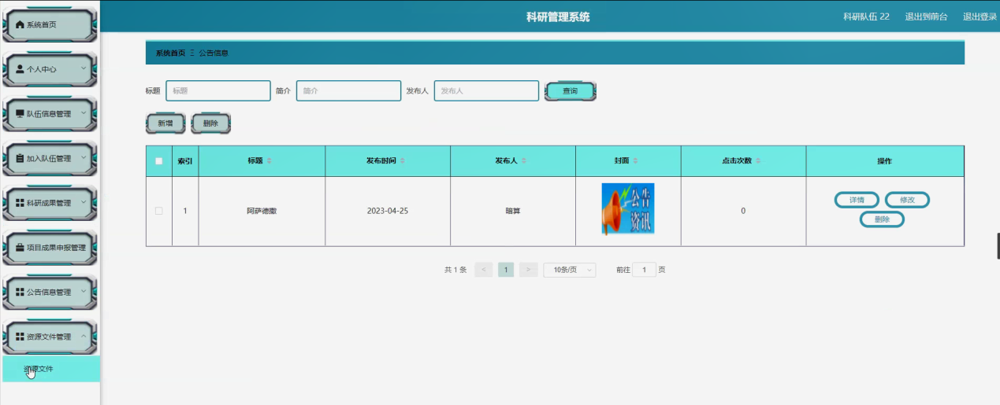 科研管理系统
科研队伍 22 退出到前台 退出登录
系统首页
个人中心
队伍信息管理
加入队伍管理
科研成果管理
项目成果申报管理
公告信息管理
资源文件管理
资源文件
系统首页 公告信息
标题 标题 简介 简介 发布人 发布人 查询
新增 删除
索引 标题 发布时间 发布人 封面 点击次数 操作
1 阿萨德撒 2023-04-25 暗算 公告资讯 0 详情 修改
删除
共 1 条 < 1 > 10条/页 前往 1 页